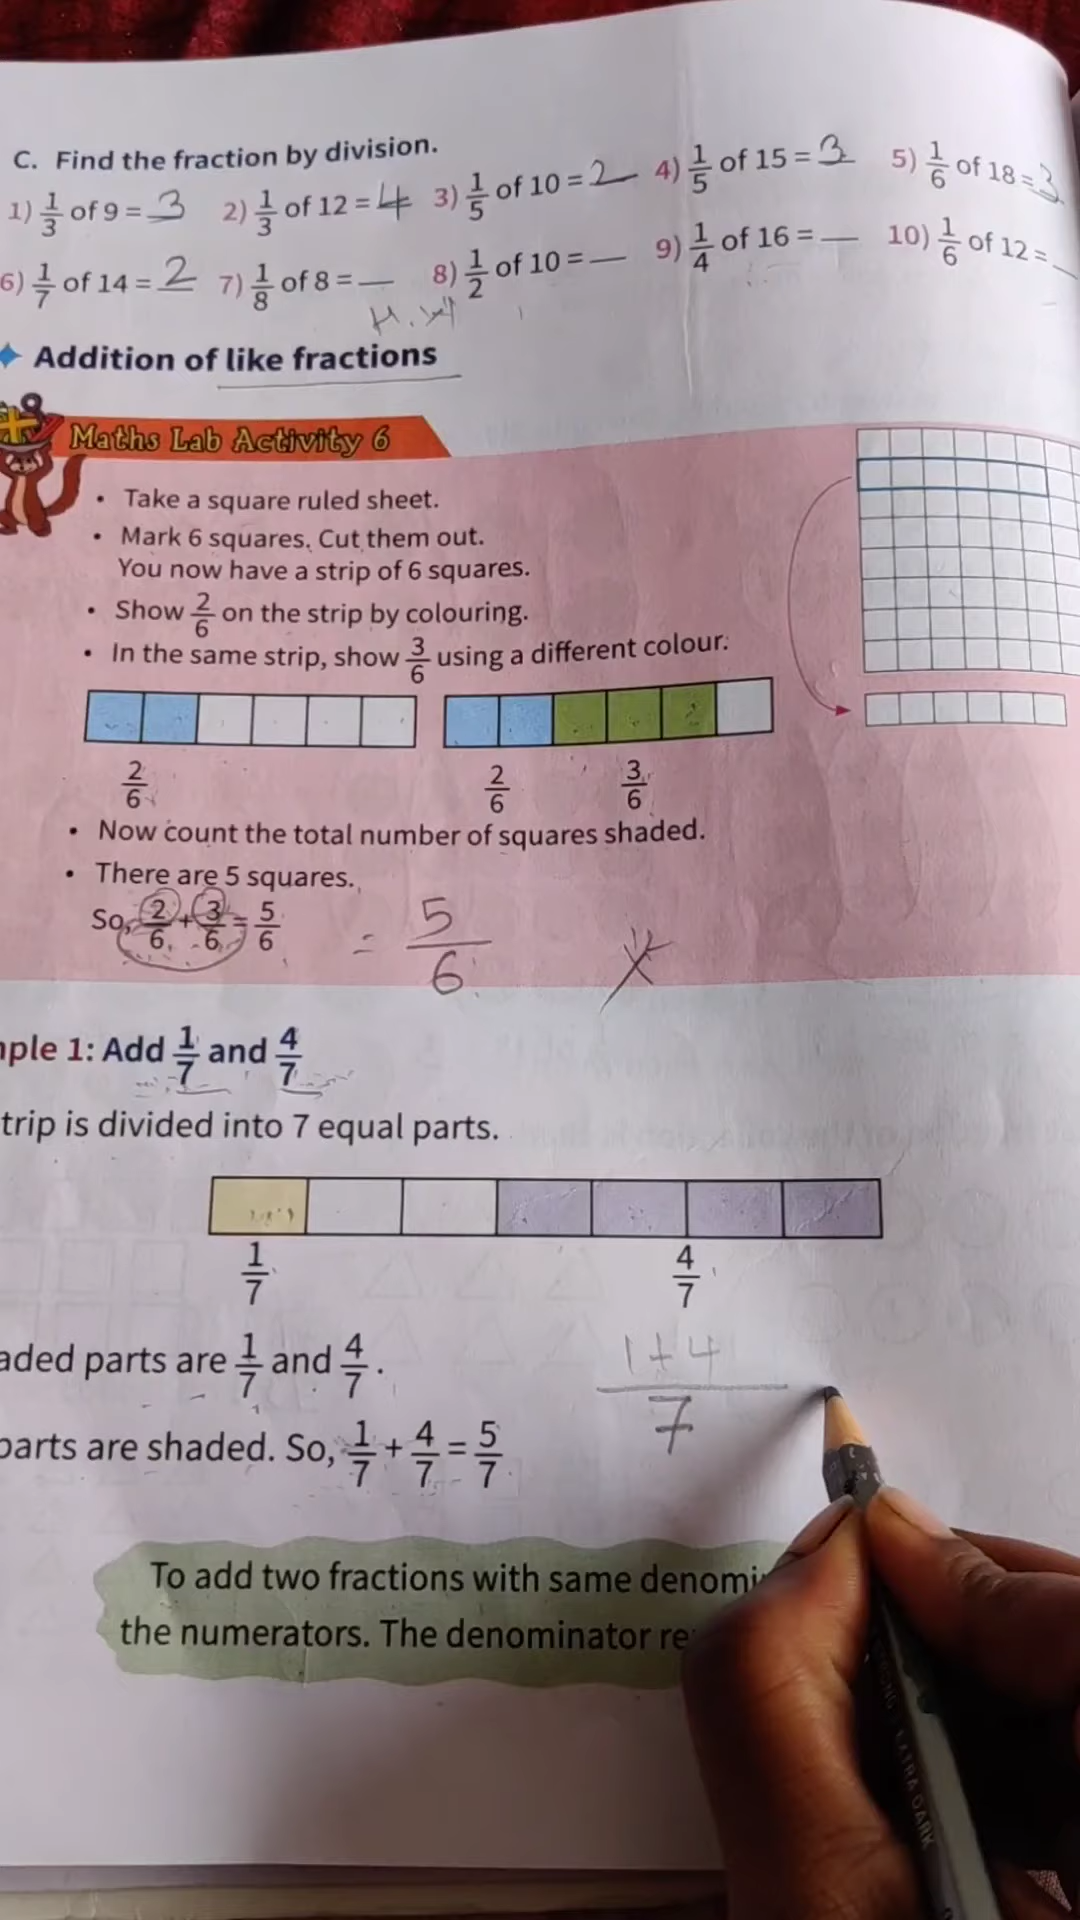 C. Find the fraction by division.
1) 1/3 of 9 = 3 2) 1/3 of 12 = 4 3) 1/5 of 10 = 2 4) 1/5 of 15 = 3 5) 1/6 of 18 = 3
6) 1/7 of 14 = 2 7) 1/8 of 8 = __ 8) 1/2 of 10 = __ 9) 1/4 of 16 = __ 10) 1/6 of 12 = __
Addition of like fractions
Maths Lab Activity 6
• Take a square ruled sheet.
• Mark 6 squares. Cut them out.
You now have a strip of 6 squares.
• Show 2/6 on the strip by colouring.
• In the same strip, show 3/6 using a different colour.
2/6 2/6 3/6
• Now count the total number of squares shaded.
• There are 5 squares.
So, 2/6 + 3/6 = 5/6 = 5/6
1: Add 1/7 and 4/7
trip is divided into 7 equal parts.
1/7 4/7
aded parts are 1/7 and 4/7.
1+4/7
parts are shaded. So, 1/7 + 4/7 = 5/7
To add two fractions with same
the numerators. The denominator
EXTRA DARK